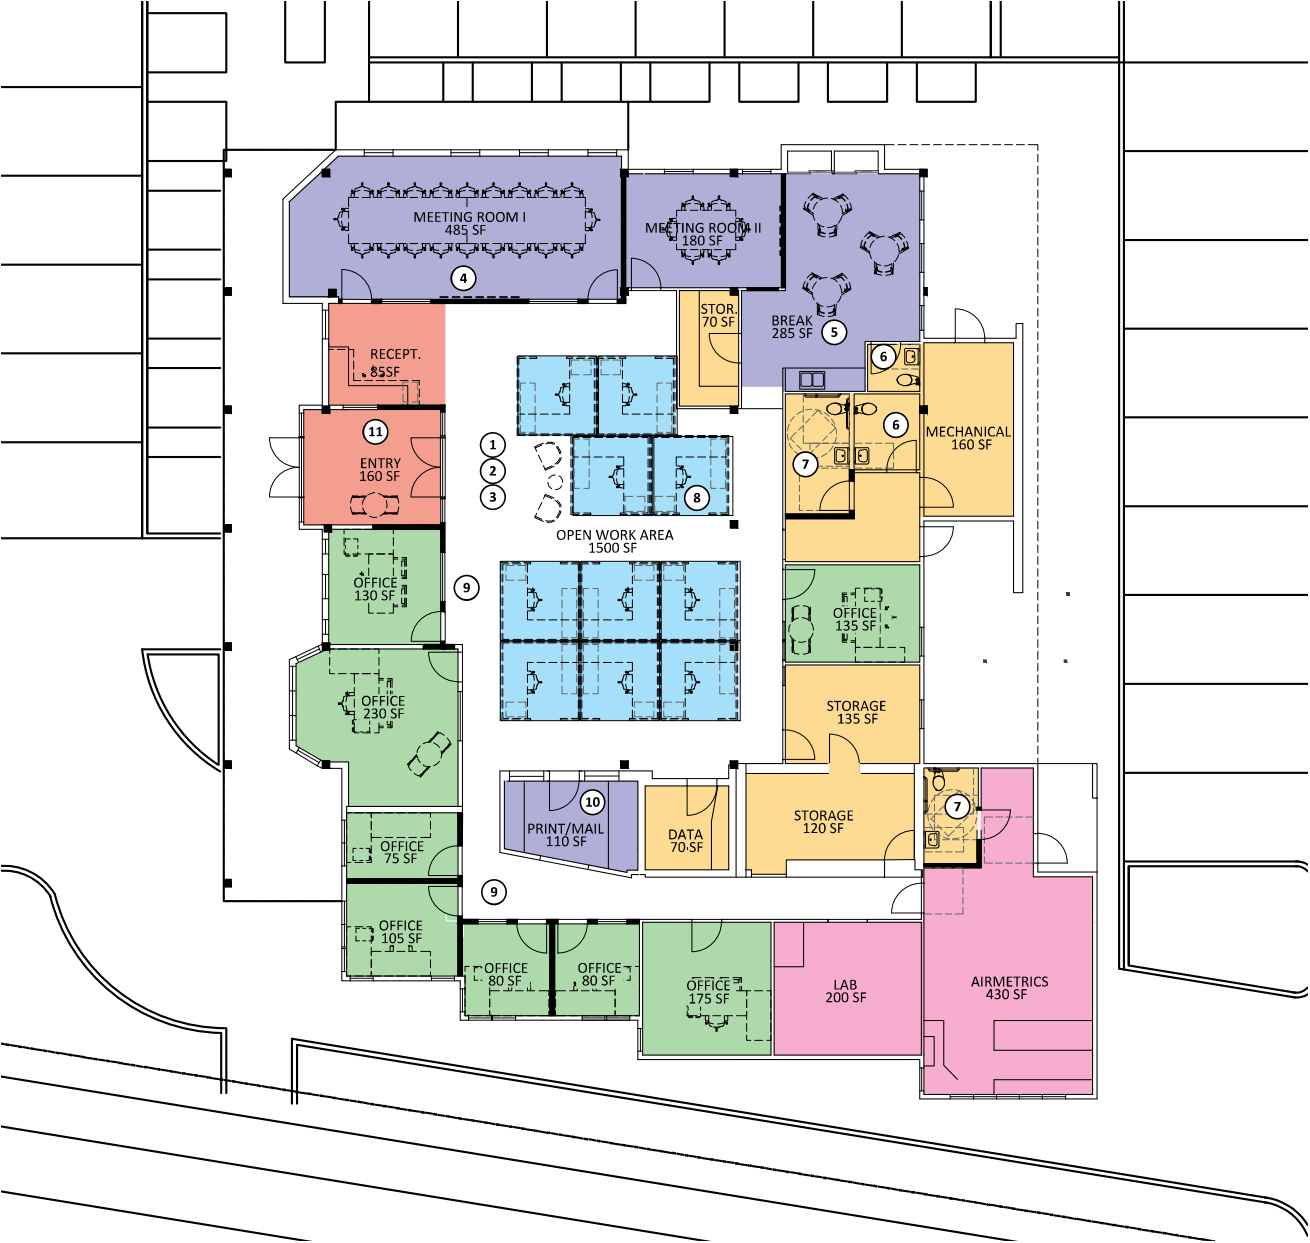 MEETING ROOM I
485 SF
MEETING ROOM II
180 SF
4
STOR.
70 SF
BREAK
285 SF
5
6
RECEPT.
85SF
11
ENTRY
160 SF
1
2
3
8
6
7
MECHANICAL
160 SF
OPEN WORK AREA
1500 SF
OFFICE
130 SF
9
OFFICE
135 SF
OFFICE
230 SF
STORAGE
135 SF
10
PRINT/MAIL
110 SF
DATA
70 SF
STORAGE
120 SF
7
OFFICE
75 SF
9
OFFICE
105 SF
OFFICE
80 SF
OFFICE
80 SF
OFFICE
175 SF
LAB
200 SF
AIRMETRICS
430 SF